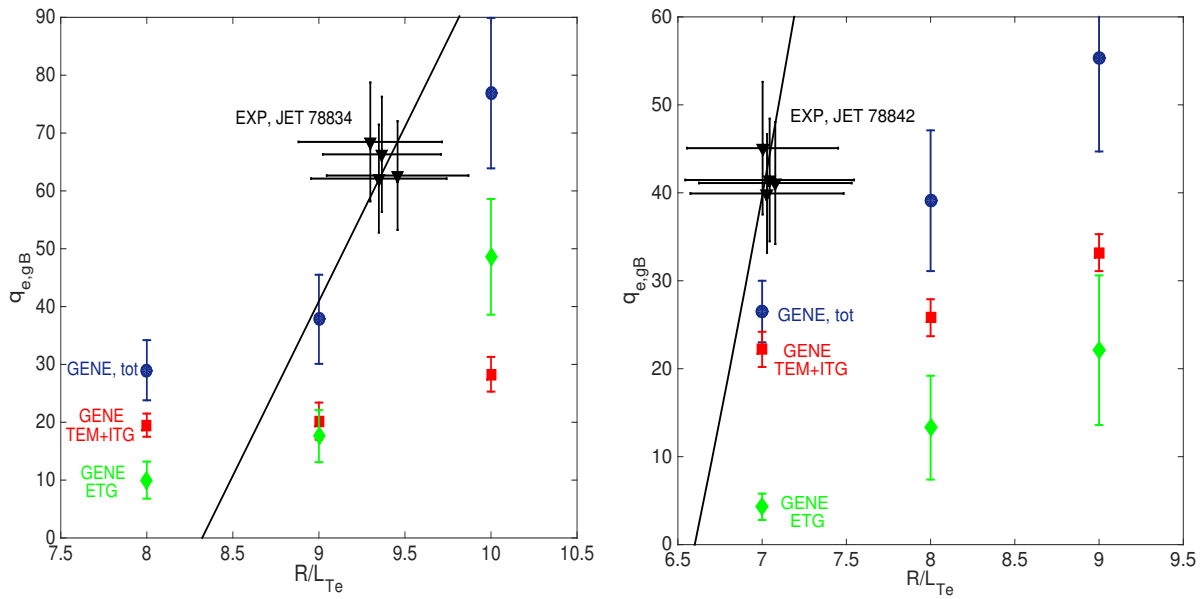 90
80
70
60
50
40
30
20
10
0
q_e,gB
EXP, JET 78834
GENE, tot
GENE
TEM+ITG
GENE
ETG
7.5 8 8.5 9 9.5 10 10.5
R/L_Te
60
50
40
30
20
10
0
q_e,gB
EXP, JET 78842
GENE, tot
GENE
TEM+ITG
GENE
ETG
6.5 7 7.5 8 8.5 9 9.5
R/L_Te